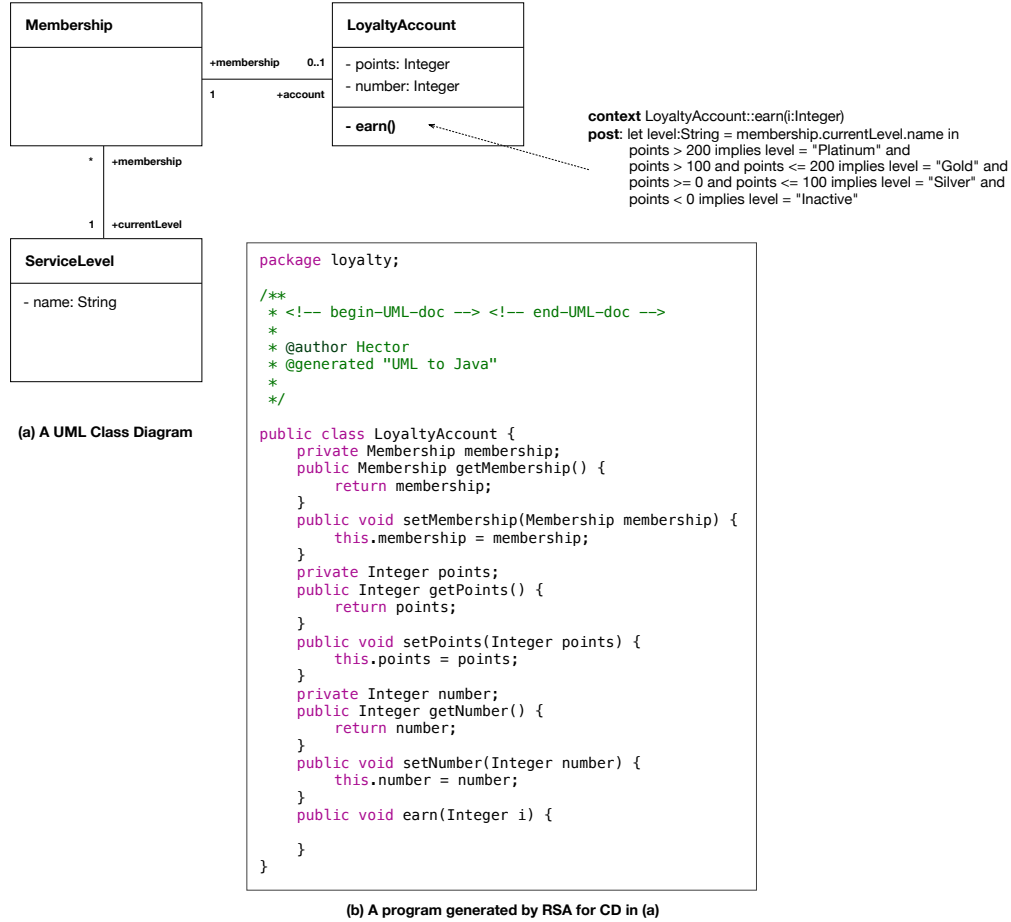 Membership
LoyaltyAccount
- points: Integer
- number: Integer
- earn()
+membership 0..1
1 +account
* +membership
1 +currentLevel
ServiceLevel
- name: String
context LoyaltyAccount::earn(i:Integer)
post: let level:String = membership.currentLevel.name in
points > 200 implies level = "Platinum" and
points > 100 and points <= 200 implies level = "Gold" and
points >= 0 and points <= 100 implies level = "Silver" and
points < 0 implies level = "Inactive"
(a) A UML Class Diagram
package loyalty;
/**
* <!-- begin-UML-doc --> <!-- end-UML-doc -->
*
* @author Hector
* @generated "UML to Java"
*
*/
public class LoyaltyAccount {
private Membership membership;
public Membership getMembership() {
return membership;
}
public void setMembership(Membership membership) {
this.membership = membership;
}
private Integer points;
public Integer getPoints() {
return points;
}
public void setPoints(Integer points) {
this.points = points;
}
private Integer number;
public Integer getNumber() {
return number;
}
public void setNumber(Integer number) {
this.number = number;
}
public void earn(Integer i) {
}
}
(b) A program generated by RSA for CD in (a)